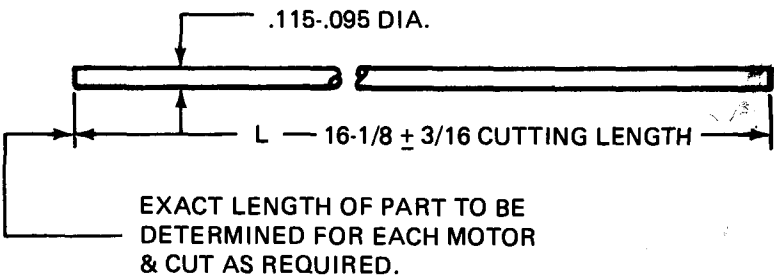 .115-.095 DIA.
L — 16-1/8 ± 3/16 CUTTING LENGTH
EXACT LENGTH OF PART TO BE
DETERMINED FOR EACH MOTOR
& CUT AS REQUIRED.